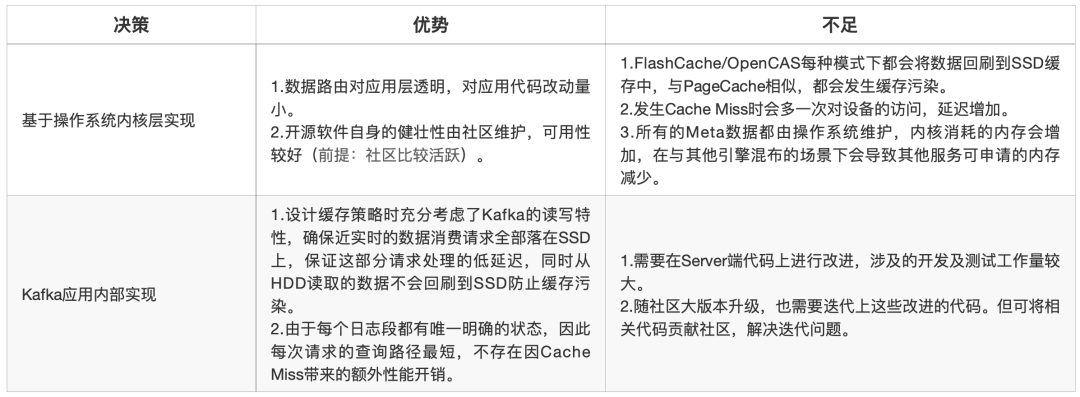 决策
优势
不足
基于操作系统内核层实现
1.数据路由对应用层透明，对应用代码改动量
小。
2.开源软件自身的健壮性由社区维护，可用性
较好（前提：社区比较活跃）。
1.FlashCache/OpenCAS每种模式下都会将数据回刷到SSD缓
存中，与PageCache相似，都会发生缓存污染。
2.发生Cache Miss时会多一次对设备的访问，延迟增加。
3.所有的Meta数据都由操作系统维护，内核消耗的内存会增
加，在与其他引擎混布的场景下会导致其他服务可申请的内存
减少。
Kafka应用内部实现
1.设计缓存策略时充分考虑了Kafka的读写特
性，确保近实时的数据消费请求全部落在SSD
上，保证这部分请求处理的低延迟，同时从
HDD读取的数据不会回刷到SSD防止缓存污
染。
2.由于每个日志段都有唯一明确的状态，因此
每次请求的查询路径最短，不存在因Cache
Miss带来的额外性能开销。
1.需要在Server端代码上进行改进，涉及的开发及测试工作量较
大。
2.随社区大版本升级，也需要迭代上这些改进的代码。但可将相
关代码贡献社区，解决迭代问题。